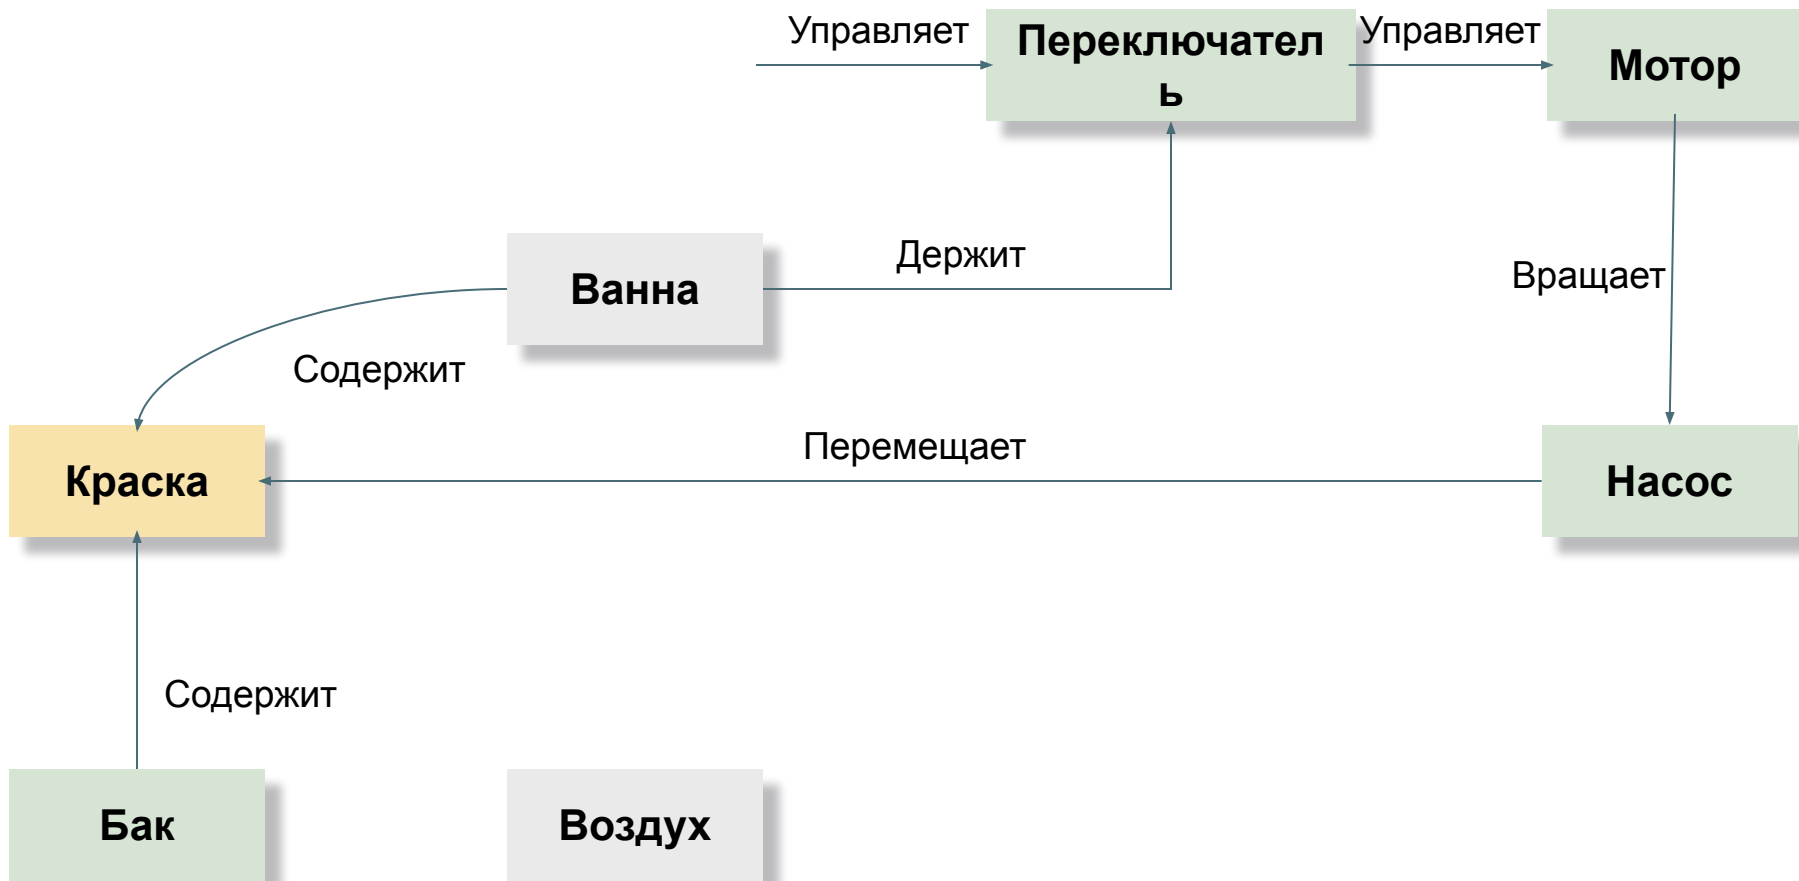 Управляет
Переключател
ь
Управляет
Мотор
Ванна
Держит
Вращает
Содержит
Краска
Перемещает
Насос
Содержит
Бак
Воздух